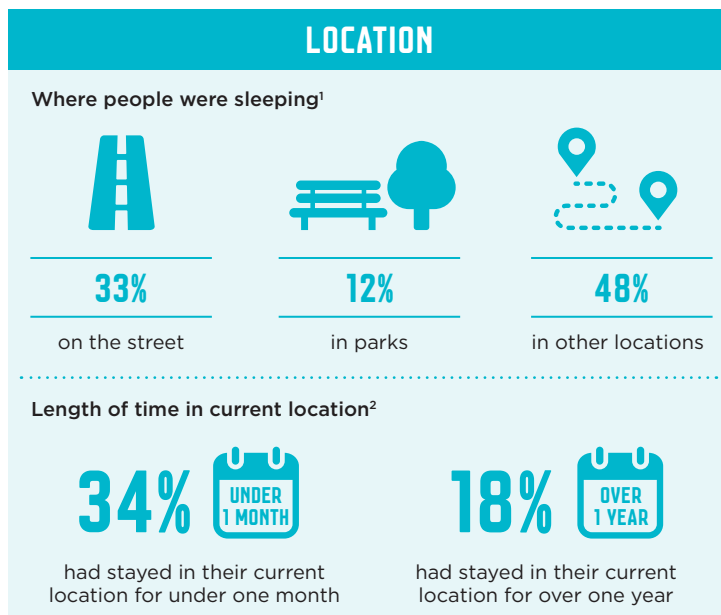 LOCATION
Where people were sleeping¹
33%
12%
48%
on the street
in parks
in other locations
Length of time in current location²
34%
UNDER
1 MONTH
18%
OVER
1 YEAR
had stayed in their current
location for under one month
had stayed in their current
location for over one year